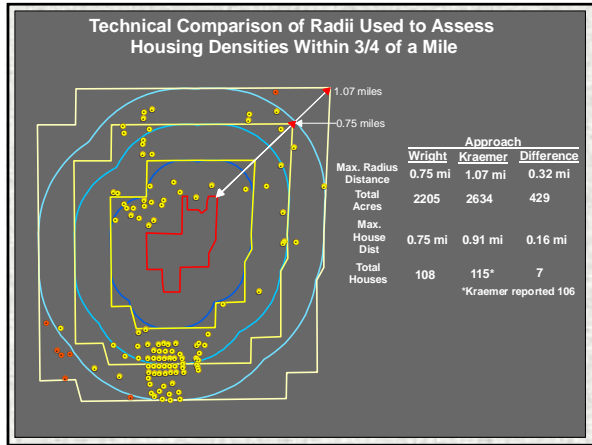 Technical Comparison of Radii Used to Assess
Housing Densities Within 3/4 of a Mile
1.07 miles
0.75 miles
Approach
Wright Kraemer Difference
Max. Radius
Distance
0.75 mi 1.07 mi 0.32 mi
Total
Acres
2205 2634 429
Max.
House
Dist
0.75 mi 0.91 mi 0.16 mi
Total
Houses
108 115* 7
*Kraemer reported 106